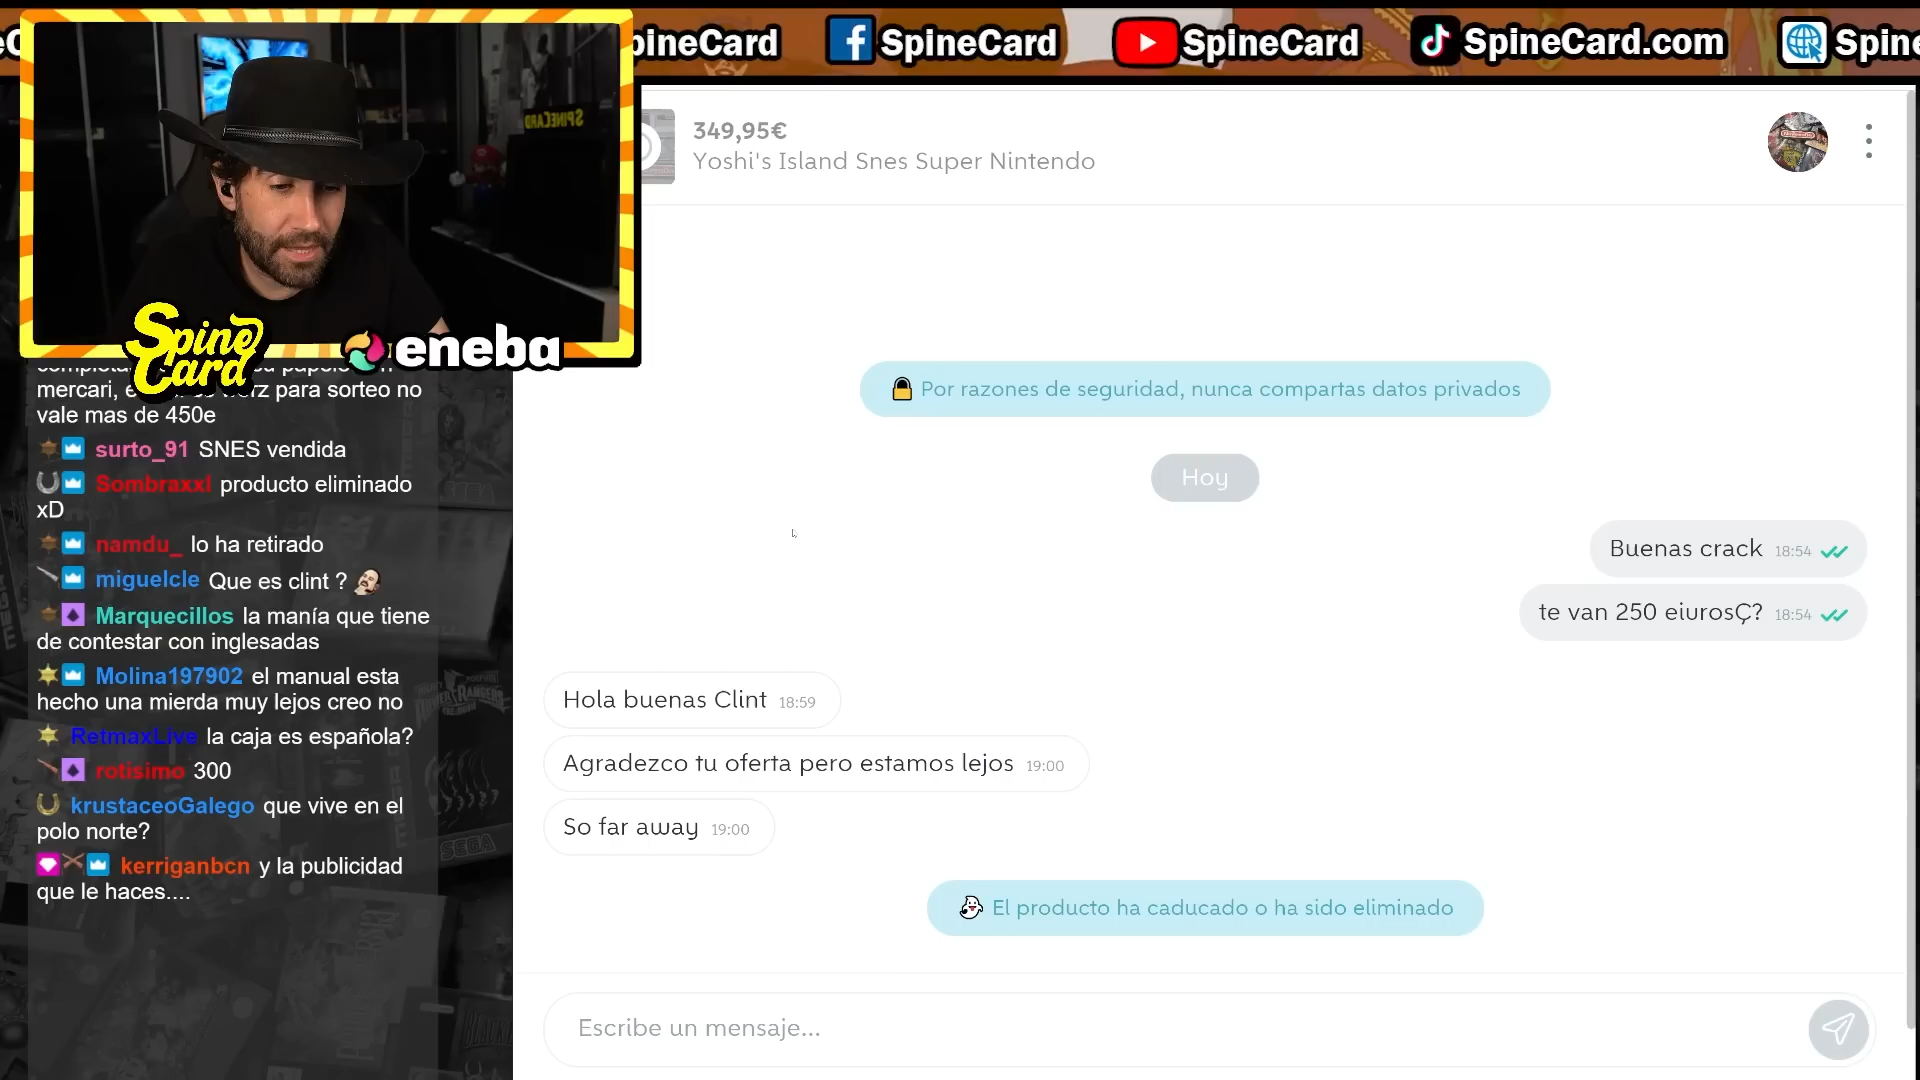 pineCard
SpineCard
SpineCard
SpineCard.com
Spine
SPINECARD
Spine
Card
eneba
349,95€
Yoshi's Island Snes Super Nintendo
Por razones de seguridad, nunca compartas datos privados
Hoy
Buenas crack 18:54
te van 250 eiurosÇ? 18:54
Hola buenas Clint 18:59
Agradezco tu oferta pero estamos lejos 19:00
So far away 19:00
El producto ha caducado o ha sido eliminado
Escribe un mensaje...
mercari, para sorteo no
vale mas de 450e
surto_91 SNES vendida
Sombraxxl producto eliminado
xD
namdu_ lo ha retirado
miguelcle Que es clint ?
Marquecillos la manía que tiene
de contestar con inglesadas
Molina197902 el manual esta
hecho una mierda muy lejos creo no
RetmaxLive la caja es española?
rotisimo 300
krustaceoGalego que vive en el
polo norte?
kerriganbcn y la publicidad
que le haces....
SEGA